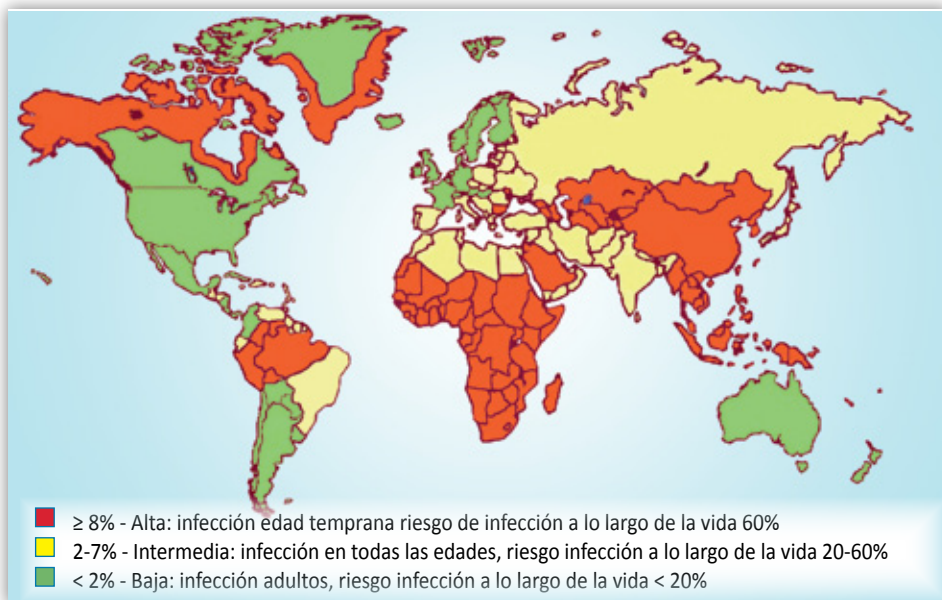 ≥ 8% - Alta: infección edad temprana riesgo de infección a lo largo de la vida 60%
2-7% - Intermedia: infección en todas las edades, riesgo infección a lo largo de la vida 20-60%
< 2% - Baja: infección adultos, riesgo infección a lo largo de la vida < 20%